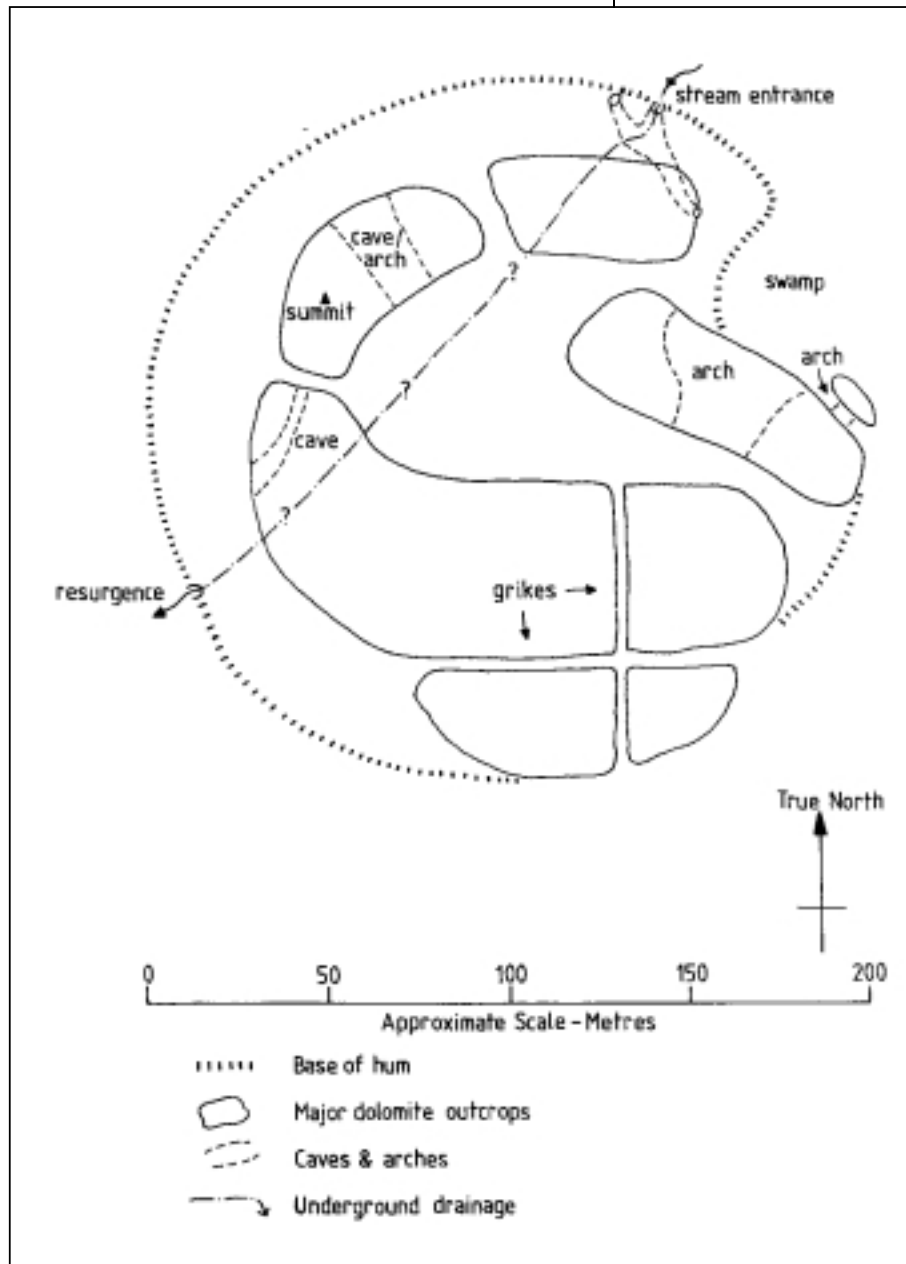 stream entrance
cave/
arch
summit
swamp
arch
arch
cave
?
?
?
resurgence
grikes
True North
0 50 100 150 200
Approximate Scale - Metres
Base of hum
Major dolomite outcrops
Caves & arches
Underground drainage